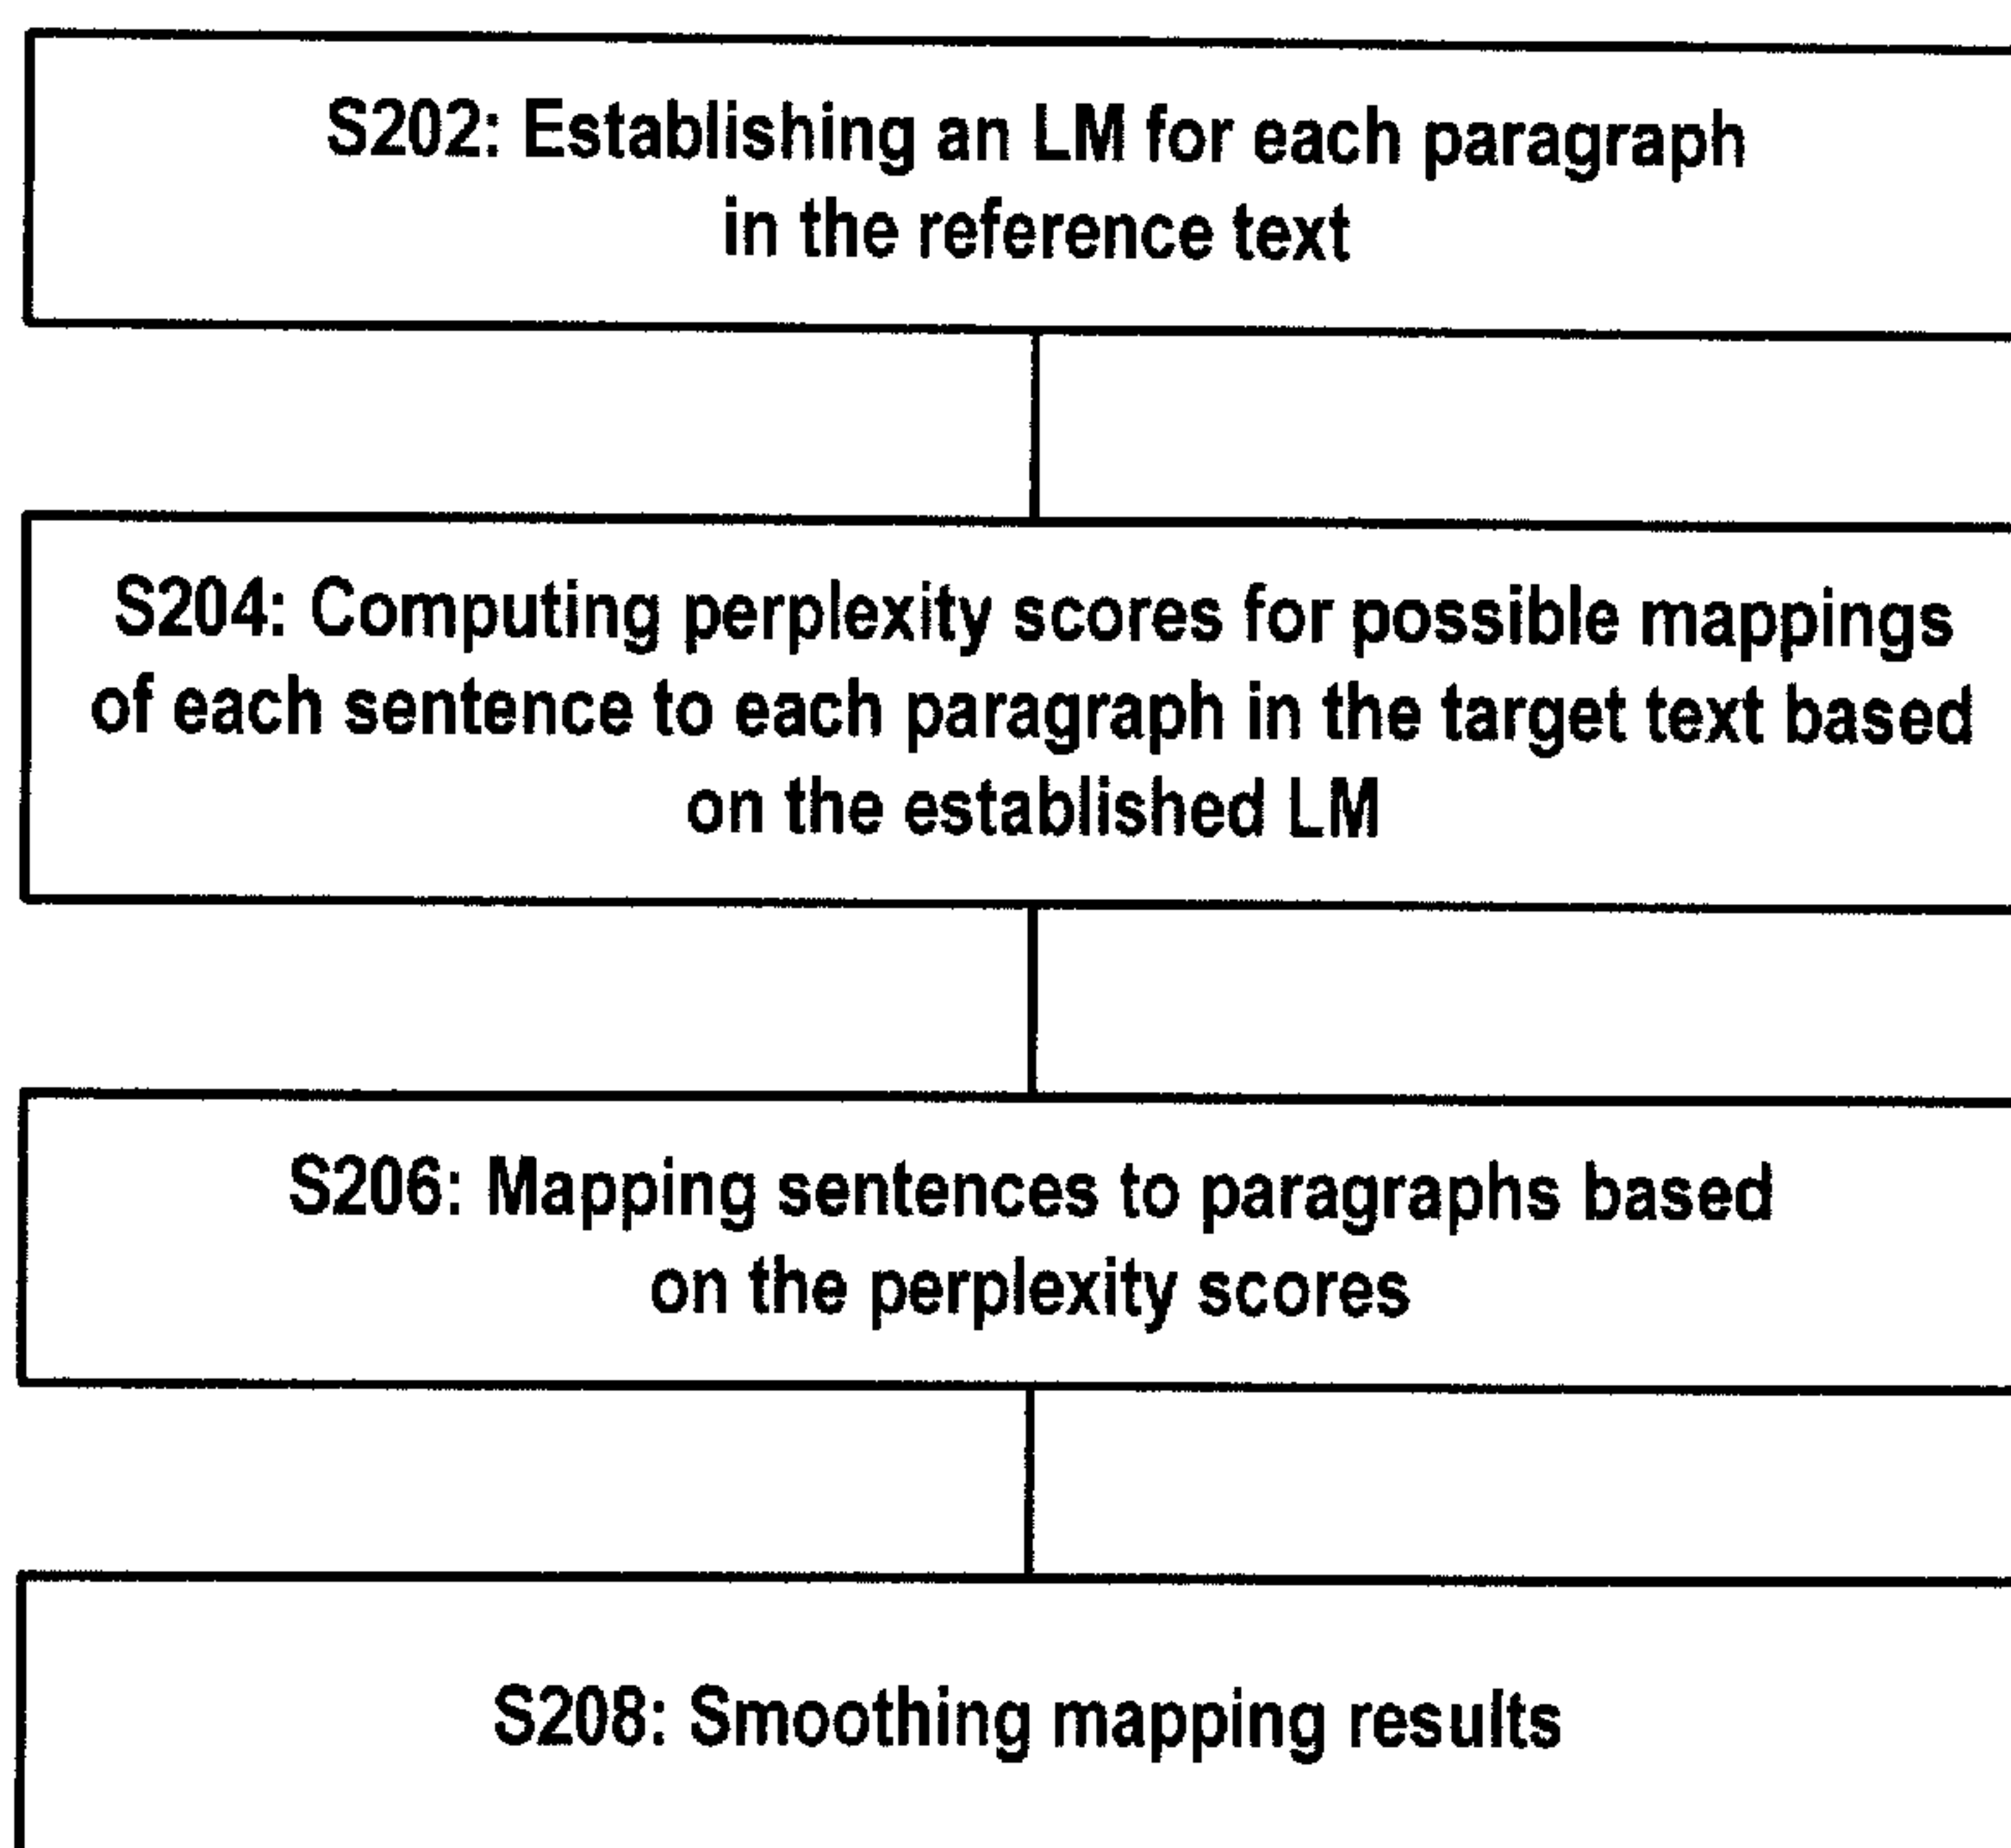 S202: Establishing an LM for each paragraph
in the reference text
S204: Computing perplexity scores for possible mappings
of each sentence to each paragraph in the target text based
on the established LM
S206: Mapping sentences to paragraphs based
on the perplexity scores
S208: Smoothing mapping results